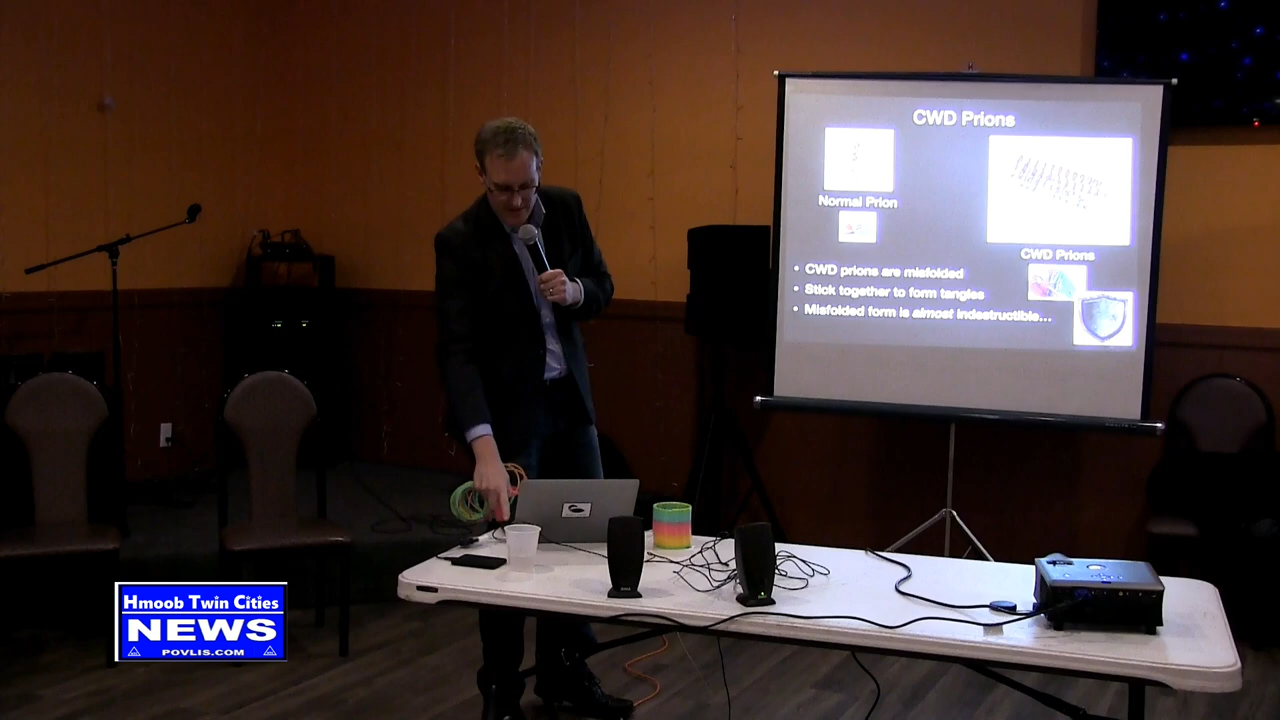 CWD Prions
Normal Prion
CWD Prions
• CWD prions are misfolded
• Stick together to form tangles
• Misfolded form is almost indestructible...
Hmoob Twin Cities
NEWS
POVLIS.COM